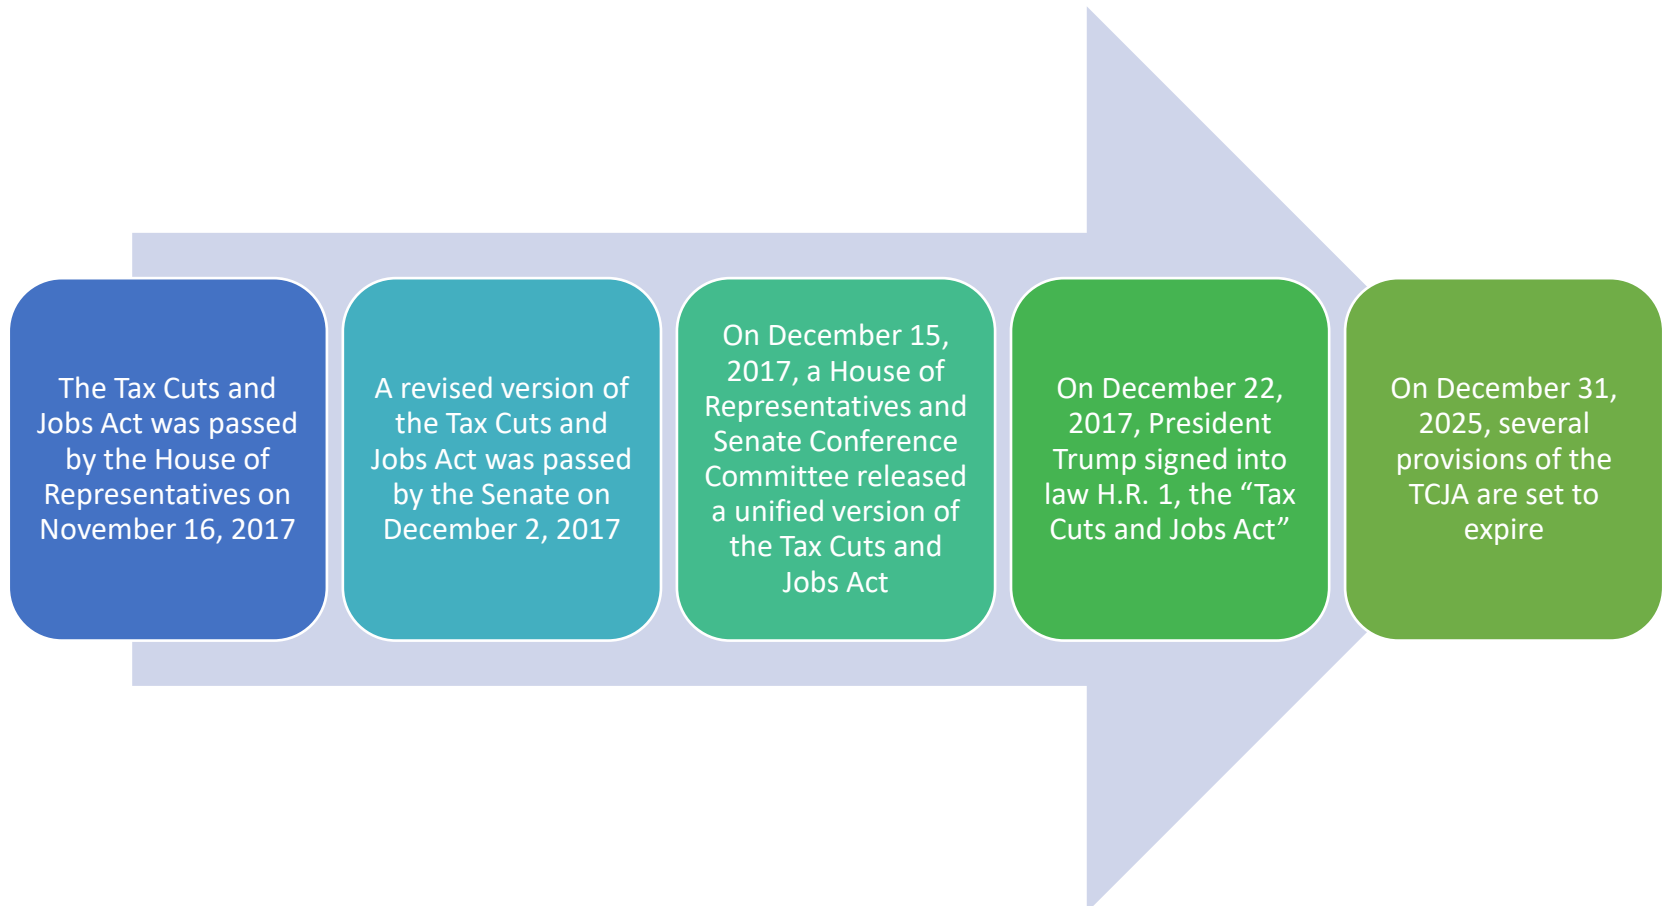 The Tax Cuts and
Jobs Act was passed
by the House of
Representatives on
November 16, 2017
A revised version of
the Tax Cuts and
Jobs Act was passed
by the Senate on
December 2, 2017
On December 15,
2017, a House of
Representatives and
Senate Conference
Committee released
a unified version of
the Tax Cuts and
Jobs Act
On December 22,
2017, President
Trump signed into
law H.R. 1, the “Tax
Cuts and Jobs Act”
On December 31,
2025, several
provisions of the
TCJA are set to
expire